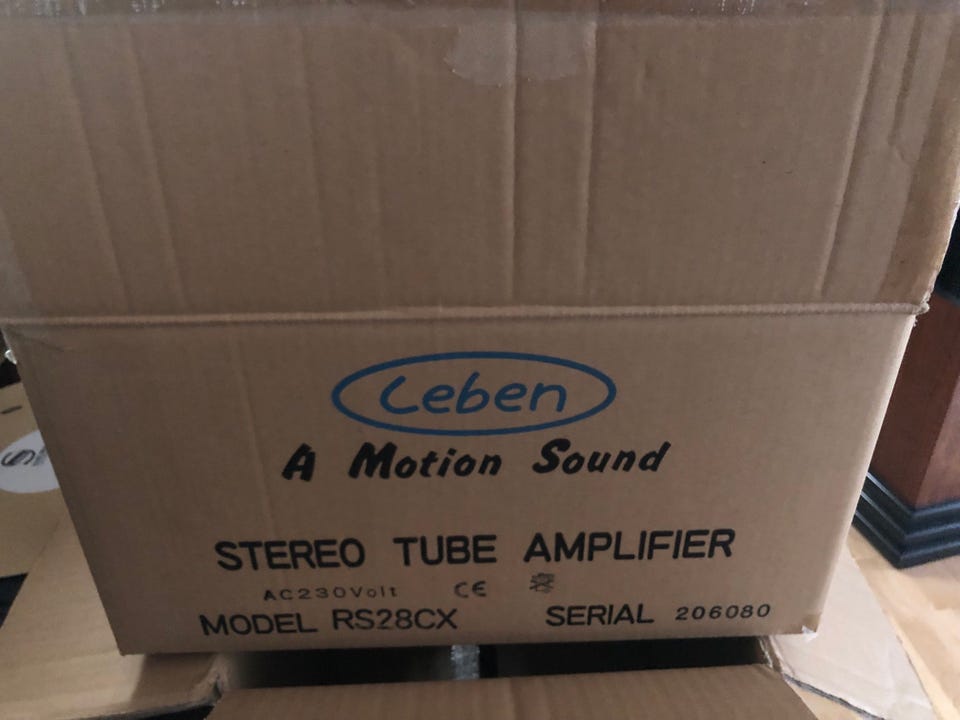 Leben
A Motion Sound
STEREO TUBE AMPLIFIER
AC230Volt CE
MODEL RS28CX SERIAL 206080